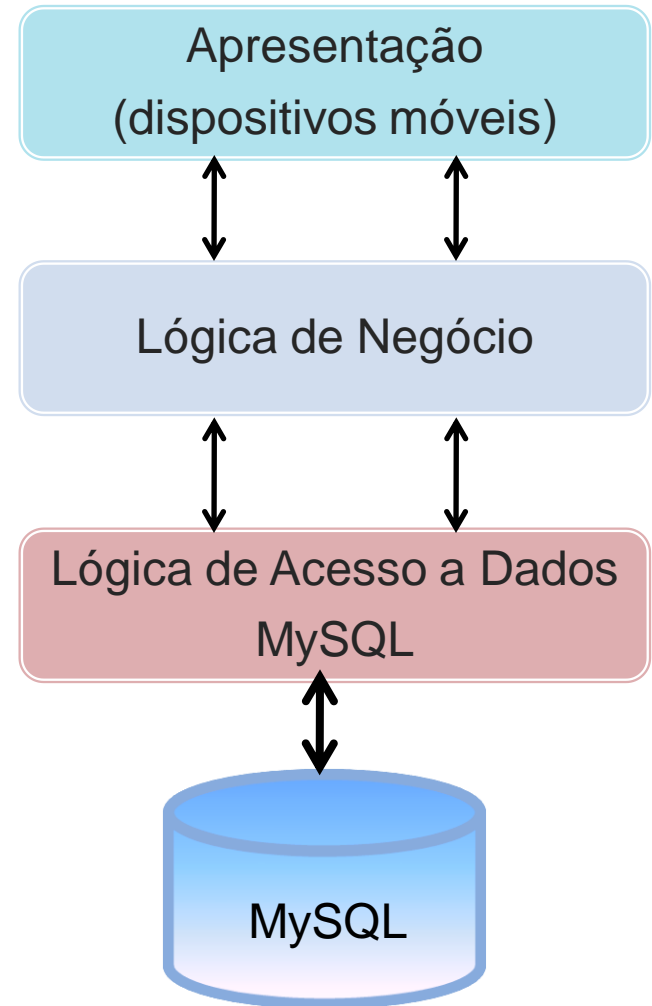 Apresentação
(dispositivos móveis)
Lógica de Negócio
Lógica de Acesso a Dados
MySQL
MySQL